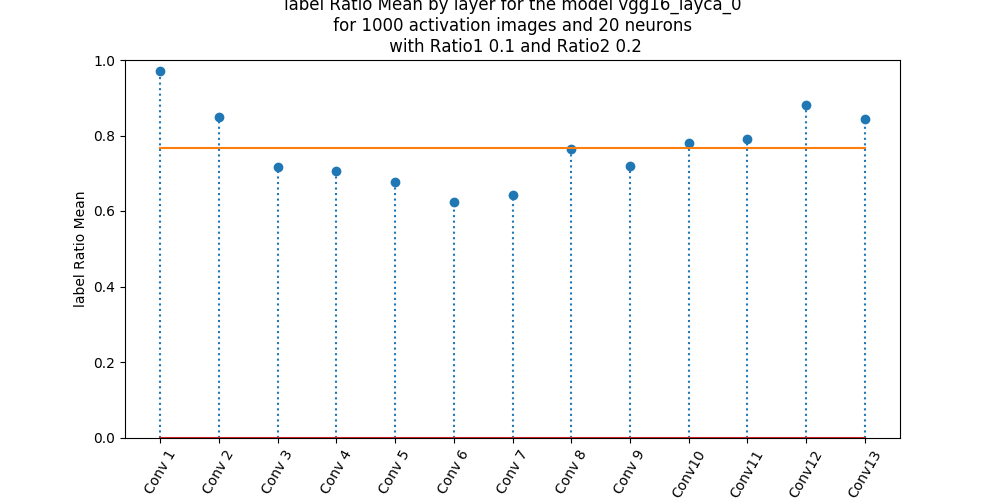 label Ratio Mean by layer for the model vgg16_layca_0
for 1000 activation images and 20 neurons
with Ratio1 0.1 and Ratio2 0.2
1.0
0.8
0.6
0.4
0.2
0.0
label Ratio Mean
Conv 1
Conv 2
Conv 3
Conv 4
Conv 5
Conv 6
Conv 7
Conv 8
Conv 9
Conv10
Conv11
Conv12
Conv13